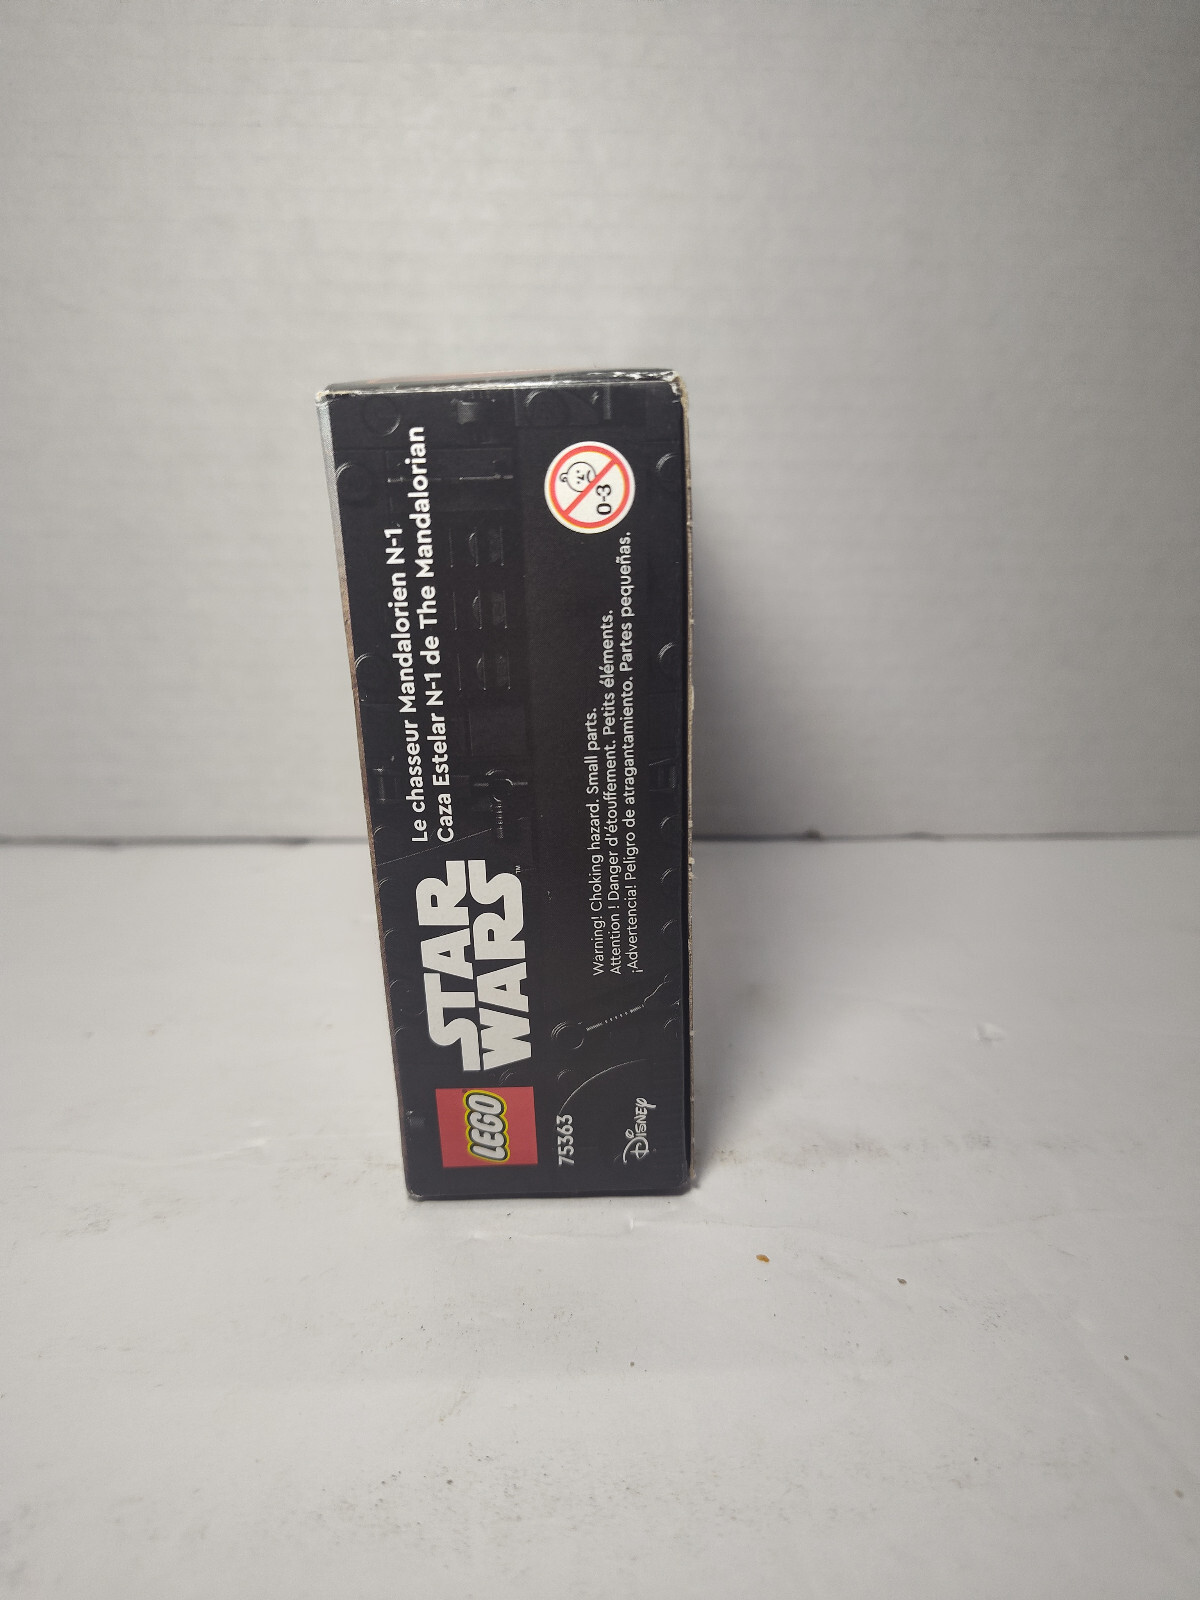 LEGO
STAR
WARS™
Le chasseur Mandalorien N-1
Caza Estelar N-1 de The Mandalorian
75363
Disney
Warning! Choking hazard. Small parts.
Attention ! Danger d'étouffement. Petits éléments.
¡Advertencia! Peligro de atragantamiento. Partes pequeñas.
0-3